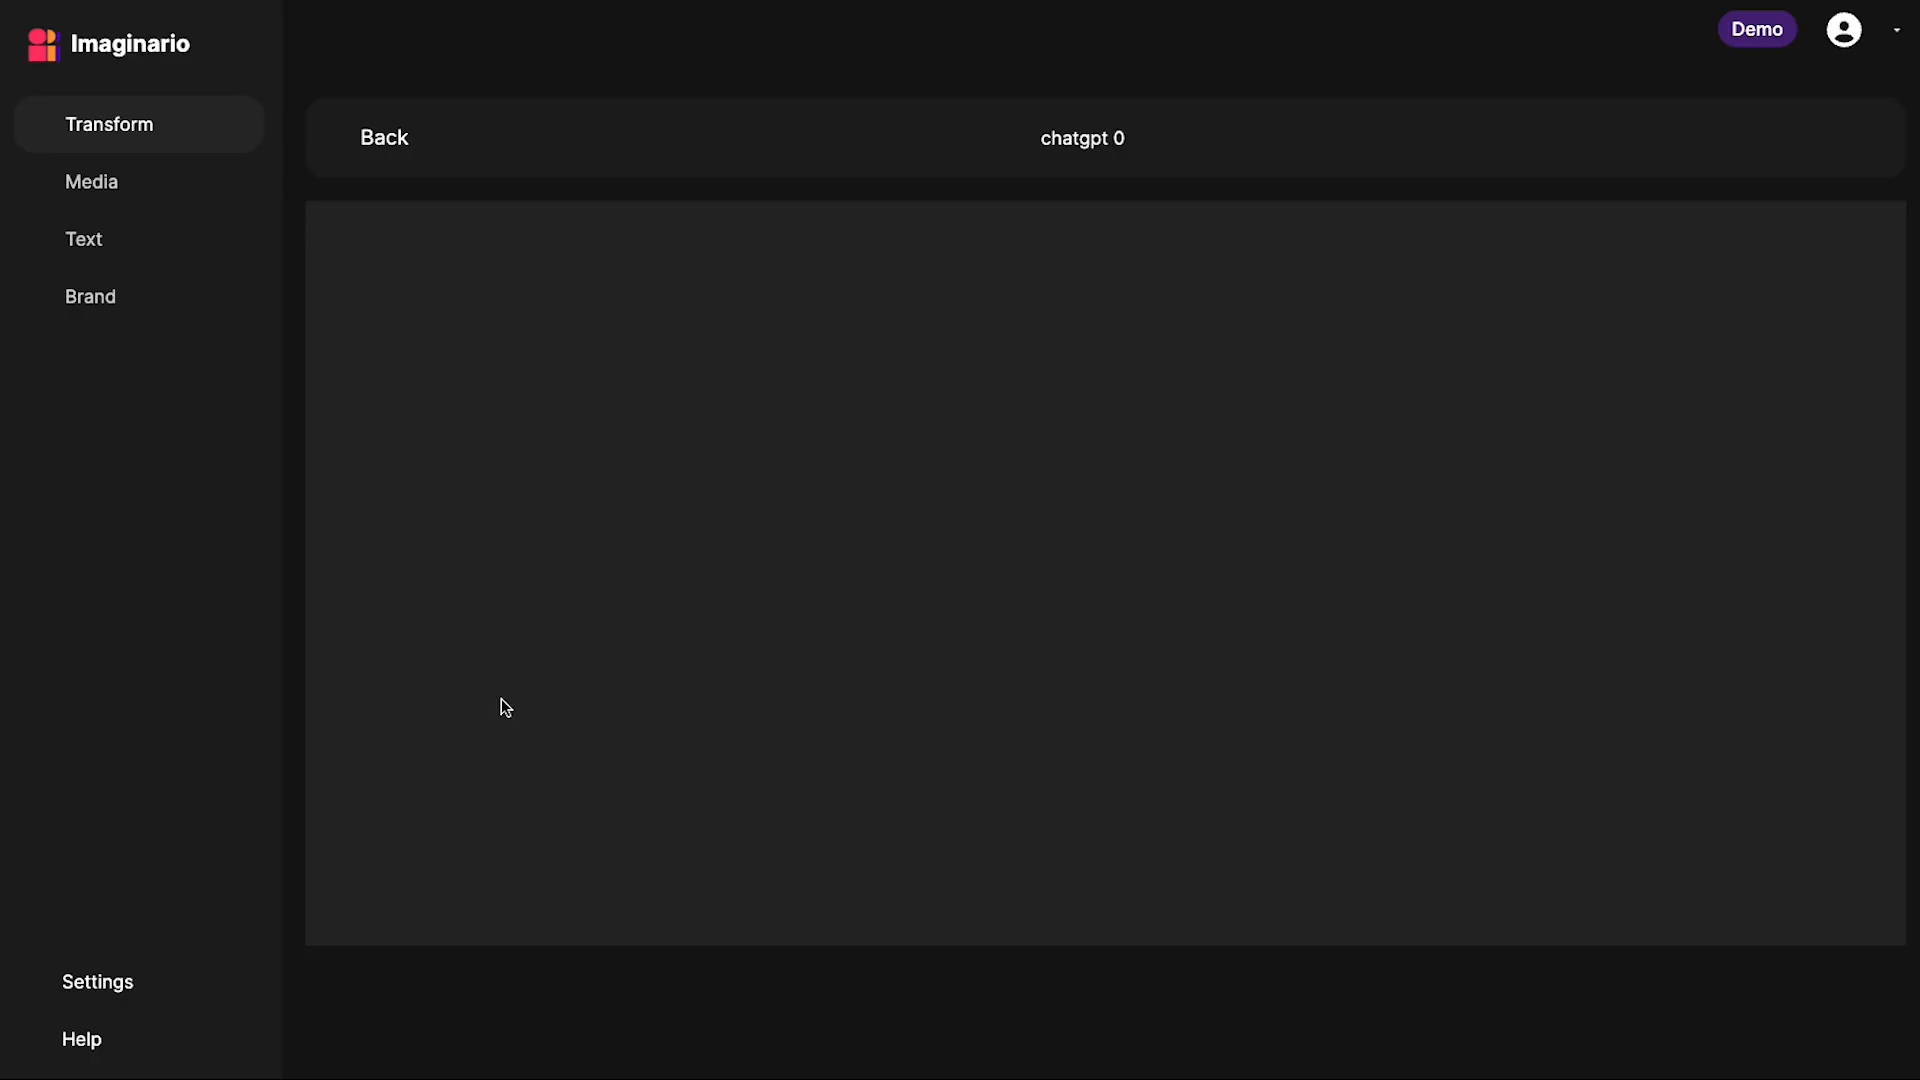 Imaginario
Demo
Transform
Media
Text
Brand
Back
chatgpt 0
Settings
Help